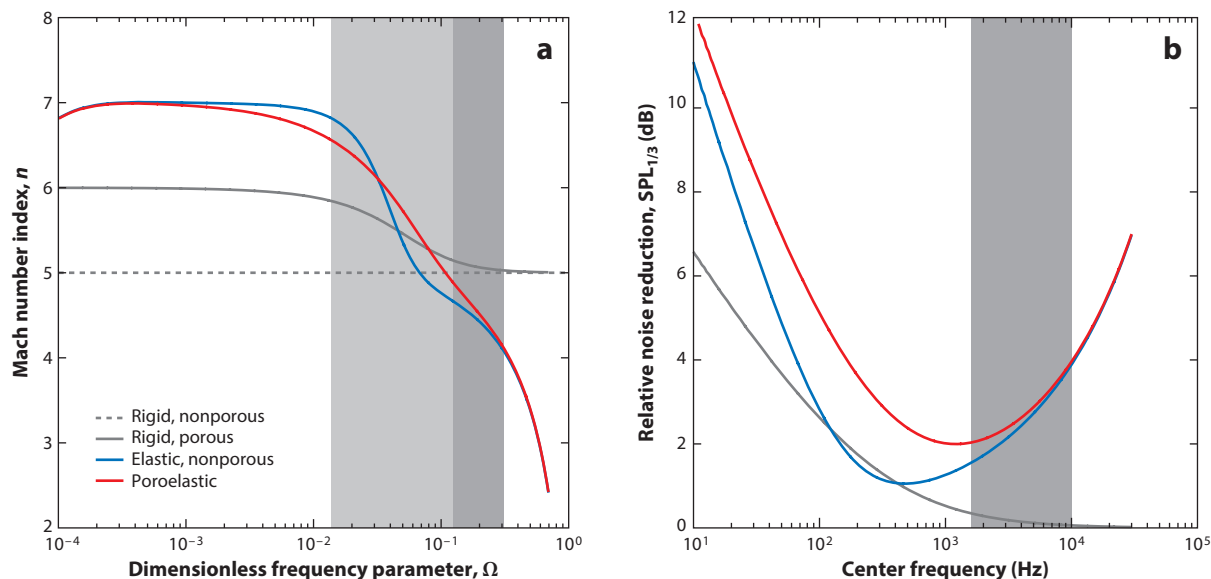 a
8
7
6
5
4
3
2
Mach number index, n
Rigid, nonporous
Rigid, porous
Elastic, nonporous
Poroelastic
10⁻⁴
10⁻³
10⁻²
10⁻¹
10⁰
Dimensionless frequency parameter, Ω
b
12
10
8
6
4
2
0
Relative noise reduction, SPL₁/₃ (dB)
10¹
10²
10³
10⁴
10⁵
Center frequency (Hz)